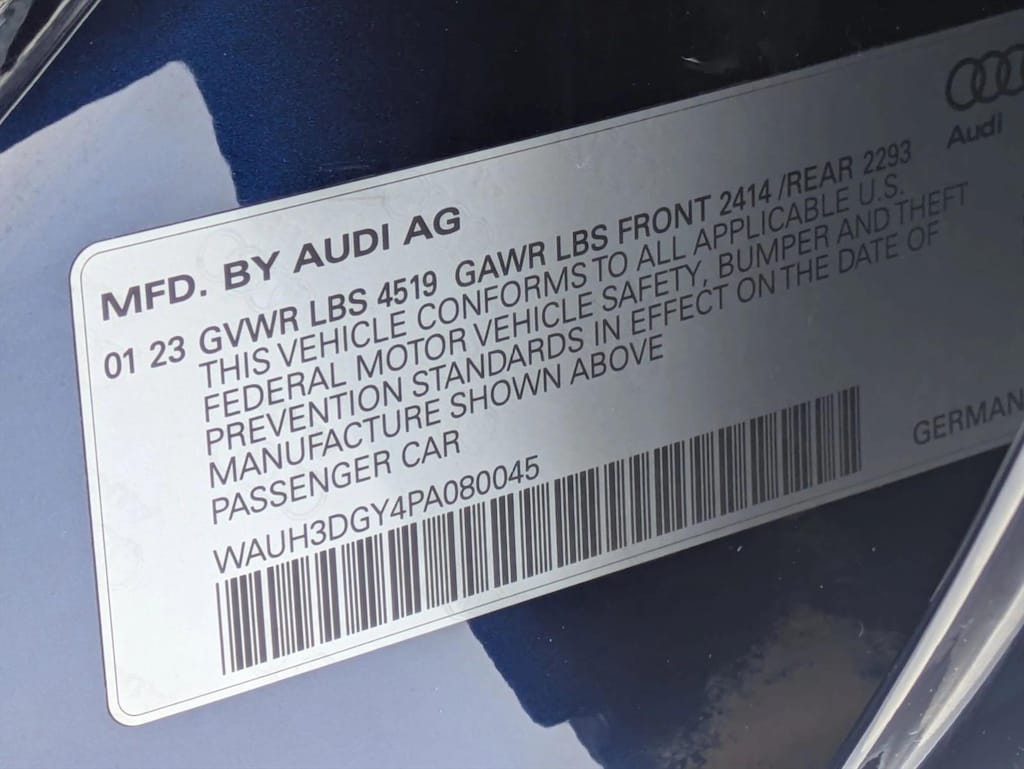 Audi
MFD. BY AUDI AG
01 23 GVWR LBS 4519 GAWR LBS FRONT 2414 /REAR 2293
THIS VEHICLE CONFORMS TO ALL APPLICABLE U.S.
FEDERAL MOTOR VEHICLE SAFETY, BUMPER AND THEFT
PREVENTION STANDARDS IN EFFECT ON THE DATE OF
MANUFACTURE SHOWN ABOVE
PASSENGER CAR
WAUH3DGY4PA080045
GERMAN